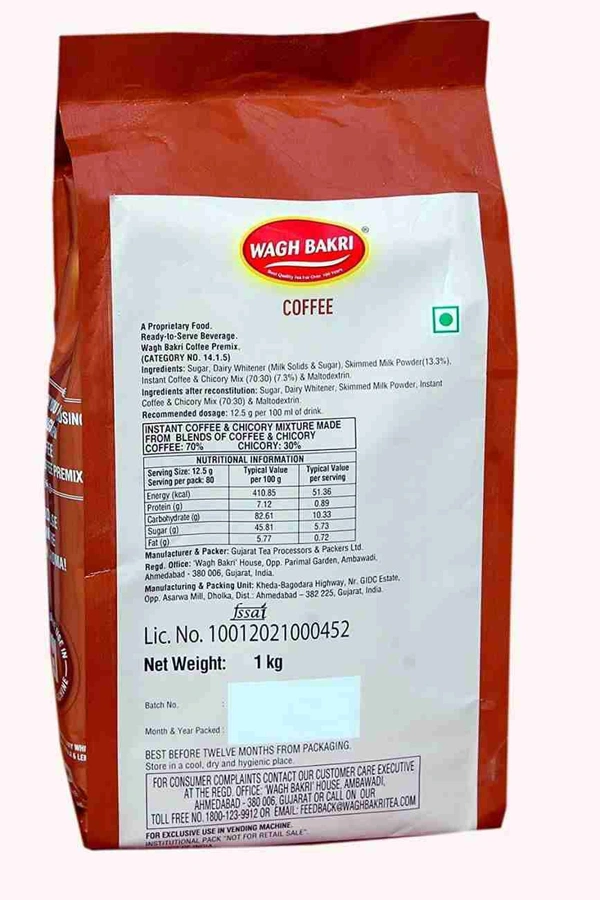 WAGH BAKRI
®
Best Quality Tea For Over 100 Years
COFFEE
A Proprietary Food.
Ready-to-Serve Beverage.
Wagh Bakri Coffee Premix.
(CATEGORY NO. 14.1.5)
Ingredients: Sugar, Dairy Whitener (Milk Solids & Sugar), Skimmed Milk Powder(13.3%),
Instant Coffee & Chicory Mix (70:30) (7.3%) & Maltodextrin.
Ingredients after reconstitution: Sugar, Dairy Whitener, Skimmed Milk Powder, Instant
Coffee & Chicory Mix (70:30) & Maltodextrin.
Recommended dosage: 12.5 g per 100 ml of drink.
INSTANT COFFEE & CHICORY MIXTURE MADE
FROM BLENDS OF COFFEE & CHICORY
COFFEE: 70% CHICORY: 30%
NUTRITIONAL INFORMATION
Serving Size: 12.5 g Typical Value Typical Value
Serving per pack: 80 per 100 g per serving
Energy (kcal) 410.85 51.36
Protein (g) 7.12 0.89
Carbohydrate (g) 82.61 10.33
Sugar (g) 45.81 5.73
Fat (g) 5.77 0.72
Manufacturer & Packer: Gujarat Tea Processors & Packers Ltd.
Regd. Office: 'Wagh Bakri' House, Opp. Parimal Garden, Ambawadi,
Ahmedabad - 380 006, Gujarat, India.
Manufacturing & Packing Unit: Kheda-Bagodara Highway, Nr. GIDC Estate,
Opp. Asarwa Mill, Dholka, Dist.: Ahmedabad – 382 225, Gujarat, India.
fssai
Lic. No. 10012021000452
Net Weight: 1 kg
Batch No. :
Month & Year Packed :
BEST BEFORE TWELVE MONTHS FROM PACKAGING.
Store in a cool, dry and hygienic place.
FOR CONSUMER COMPLAINTS CONTACT OUR CUSTOMER CARE EXECUTIVE
AT THE REGD. OFFICE: 'WAGH BAKRI' HOUSE, AMBAWADI,
AHMEDABAD - 380 006, GUJARAT OR CALL ON OUR
TOLL FREE NO. 1800-123-9912 OR EMAIL: FEEDBACK@WAGHBAKRITEA.COM
FOR EXCLUSIVE USE IN VENDING MACHINE.
INSTITUTIONAL PACK "NOT FOR RETAIL SALE"
PREMIX
USE IN